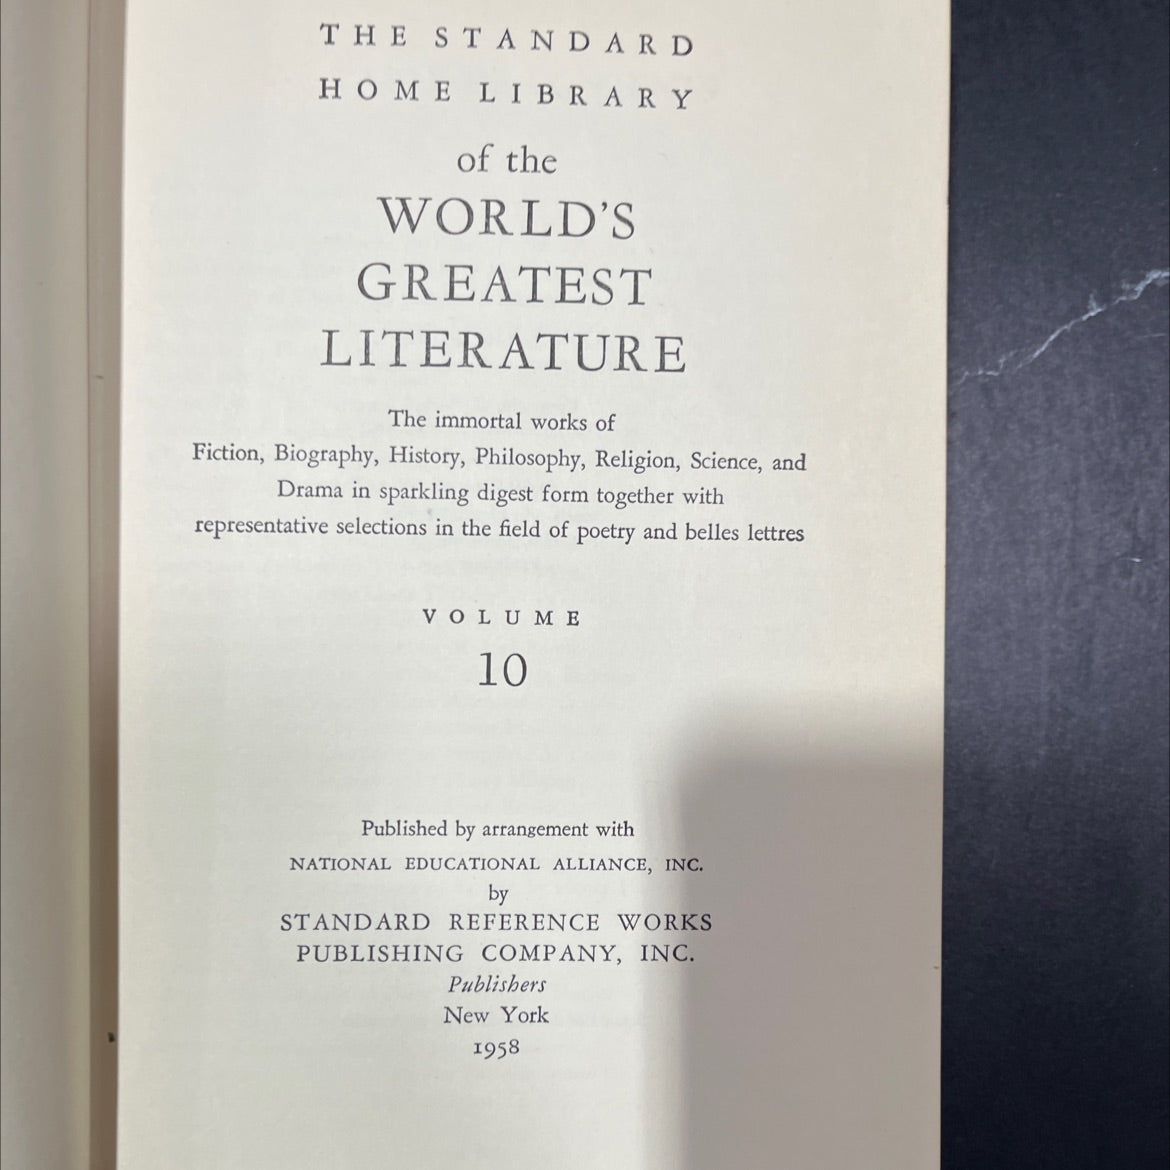 THE STANDARD
HOME LIBRARY
of the
WORLD'S
GREATEST
LITERATURE
The immortal works of
Fiction, Biography, History, Philosophy, Religion, Science, and
Drama in sparkling digest form together with
representative selections in the field of poetry and belles lettres
VOLUME
10
Published by arrangement with
NATIONAL EDUCATIONAL ALLIANCE, INC.
by
STANDARD REFERENCE WORKS
PUBLISHING COMPANY, INC.
Publishers
New York
1958